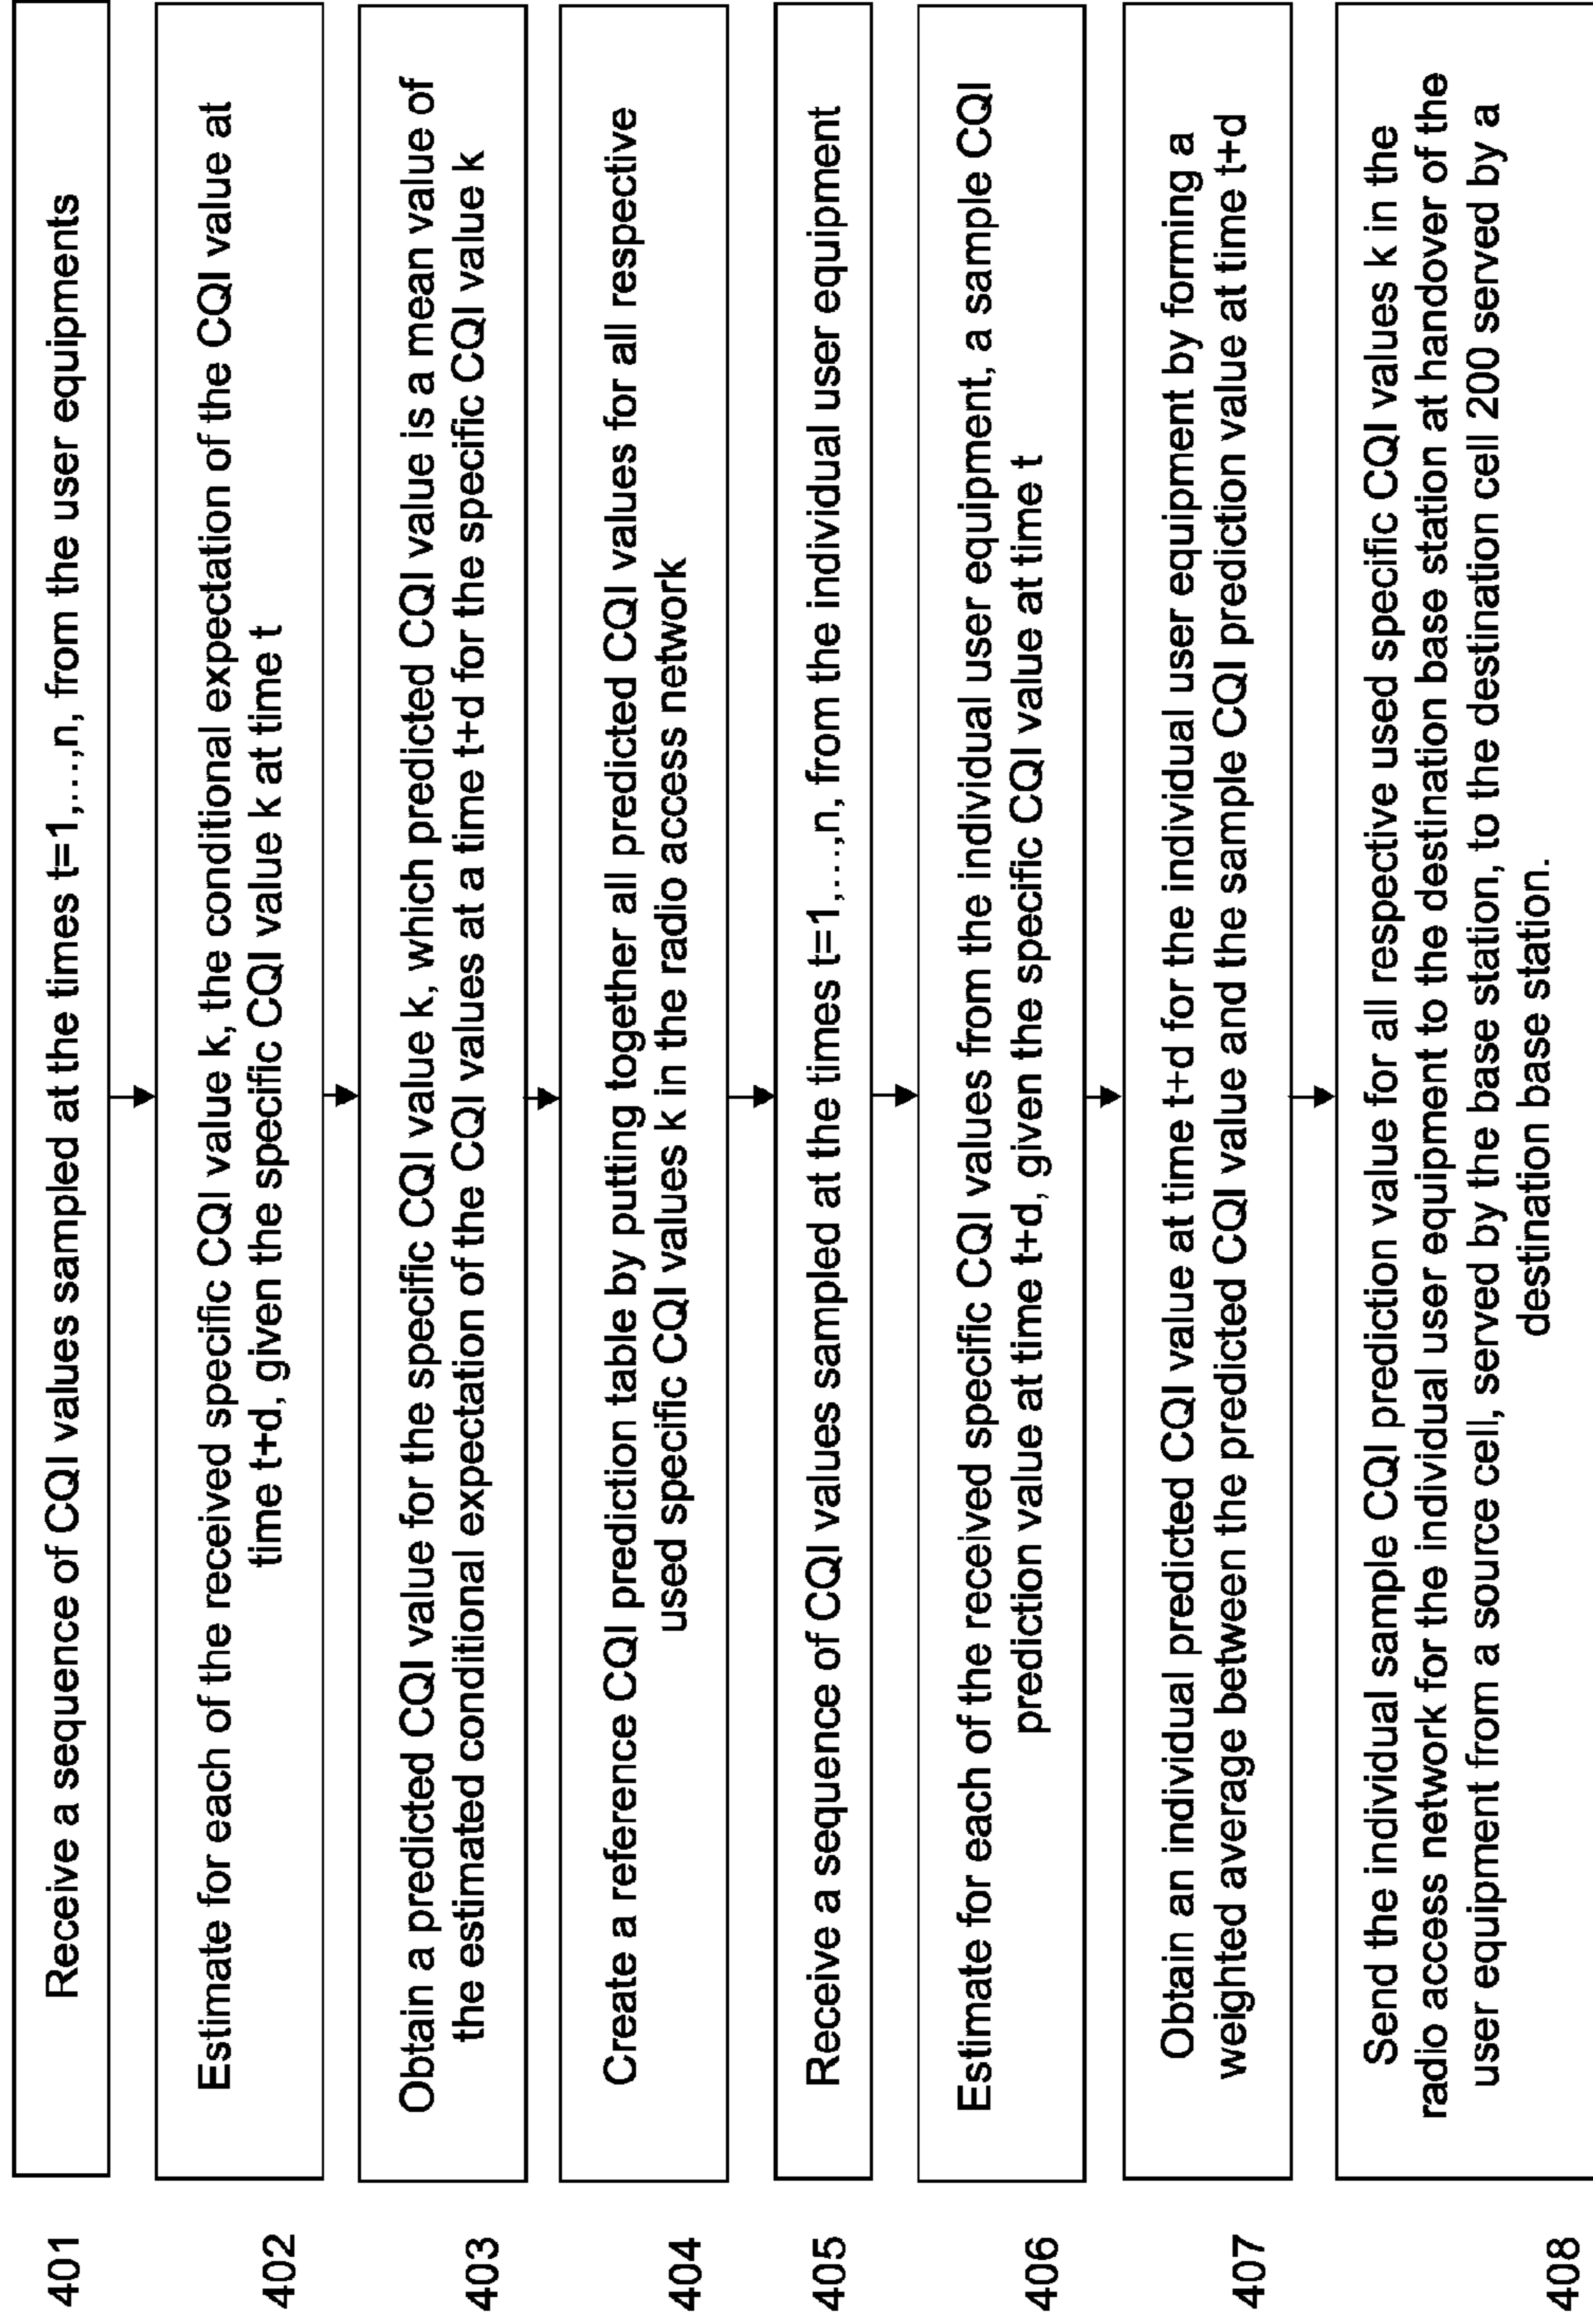 401
Receive a sequence of CQI values sampled at the times t=1,...,n, from the user equipments
402
Estimate for each of the received specific CQI value k, the conditional expectation of the CQI value at
time t+d, given the specific CQI value k at time t
403
Obtain a predicted CQI value for the specific CQI value k, which predicted CQI value is a mean value of
the estimated conditional expectation of the CQI values at a time t+d for the specific CQI value k
404
Create a reference CQI prediction table by putting together all predicted CQI values for all respective
used specific CQI values k in the radio access network
405
Receive a sequence of CQI values sampled at the times t=1,...,n, from the individual user equipment
406
Estimate for each of the received specific CQI values from the individual user equipment, a sample CQI
prediction value at time t+d, given the specific CQI value at time t
407
Obtain an individual predicted CQI value at time t+d for the individual user equipment by forming a
weighted average between the predicted CQI value and the sample CQI prediction value at time t+d
408
Send the individual sample CQI prediction value for all respective used specific CQI values k in the
radio access network for the individual user equipment to the destination base station at handover of the
user equipment from a source cell, served by the base station, to the destination cell 200 served by a
destination base station.